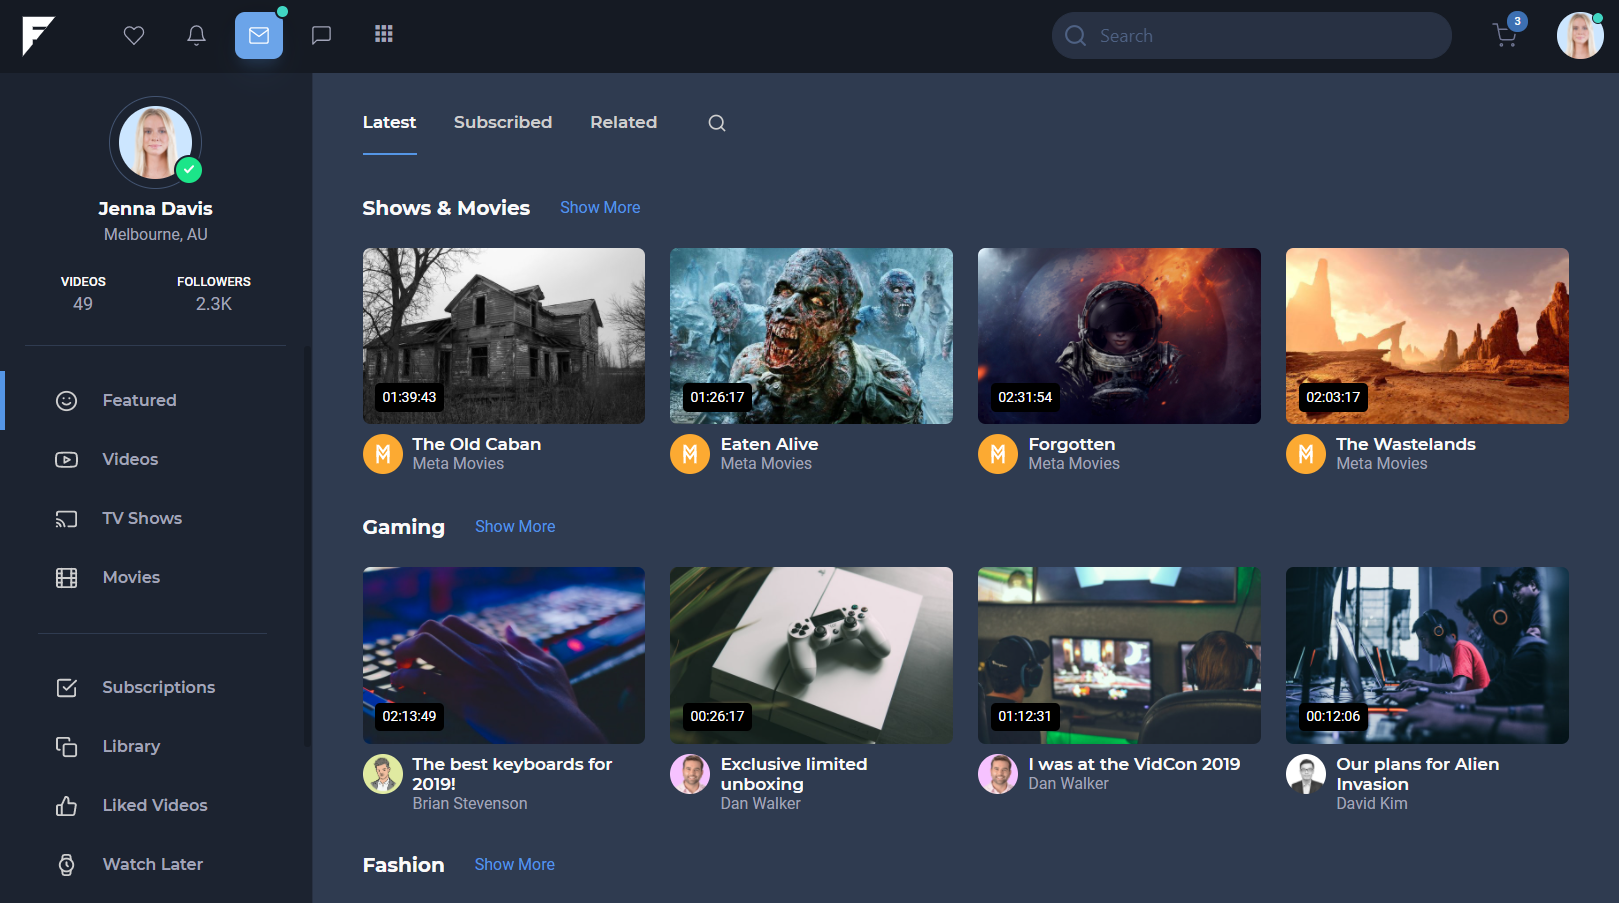 Search
3
Jenna Davis
Melbourne, AU
VIDEOS
FOLLOWERS
49
2.3K
Featured
Videos
TV Shows
Movies
Subscriptions
Library
Liked Videos
Watch Later
Latest
Subscribed
Related
Shows & Movies
Show More
01:39:43
01:26:17
02:31:54
02:03:17
The Old Caban
Meta Movies
Eaten Alive
Meta Movies
Forgotten
Meta Movies
The Wastelands
Meta Movies
Gaming
Show More
02:13:49
00:26:17
01:12:31
00:12:06
The best keyboards for
2019!
Brian Stevenson
Exclusive limited
unboxing
Dan Walker
I was at the VidCon 2019
Dan Walker
Our plans for Alien
Invasion
David Kim
Fashion
Show More